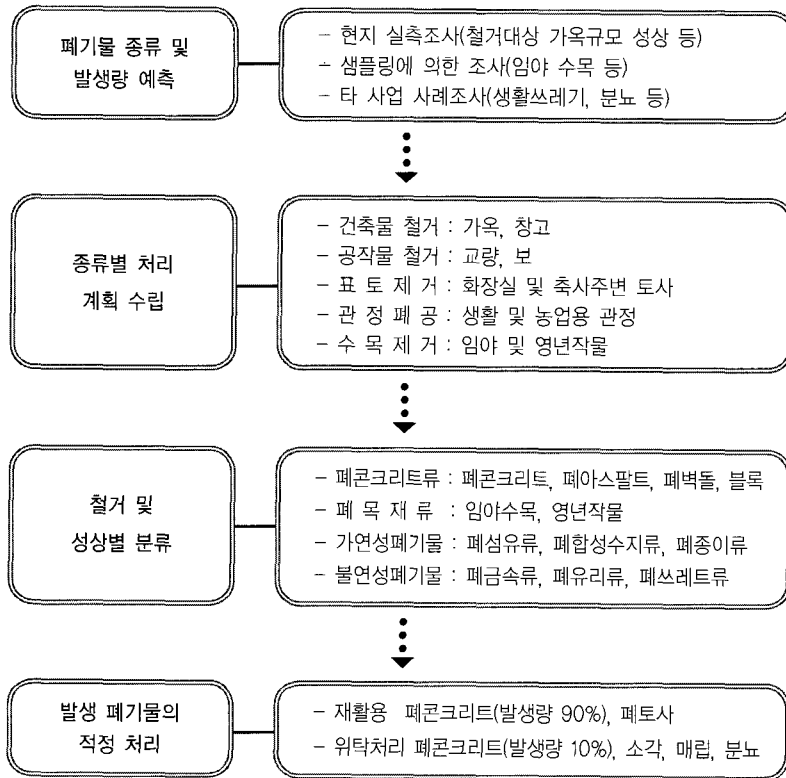 폐기물 종류 및
발생량 예측
– 현지 실측조사(철거대상 가옥규모 성상 등)
– 샘플링에 의한 조사(임야 수목 등)
– 타 사업 사례조사(생활쓰레기, 분뇨 등)
종류별 처리
계획 수립
– 건축물 철거 : 가옥, 창고
– 공작물 철거 : 교량, 보
– 표 토 제 거 : 화장실 및 축사주변 토사
– 관 정 폐 공 : 생활 및 농업용 관정
– 수 목 제 거 : 임야 및 영년작물
철거 및
성상별 분류
– 폐콘크리트류 : 폐콘크리트, 폐아스팔트, 폐벽돌, 블록
– 폐 목 재 류 : 임야수목, 영년작물
– 가연성폐기물 : 폐섬유류, 폐합성수지류, 폐종이류
– 불연성폐기물 : 폐금속류, 폐유리류, 폐쓰레트류
발생 폐기물의
적정 처리
– 재활용 폐콘크리트(발생량 90%), 폐토사
– 위탁처리 폐콘크리트(발생량 10%), 소각, 매립, 분뇨